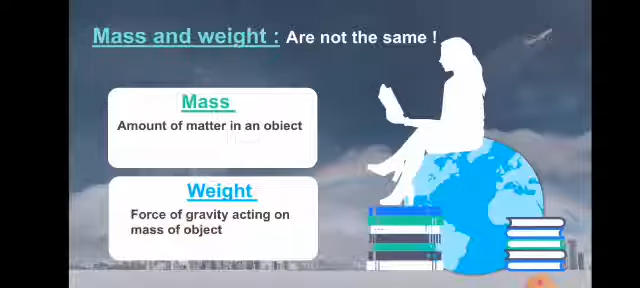 Mass and weight : Are not the same !
Mass
Amount of matter in an object
Weight
Force of gravity acting on
mass of object